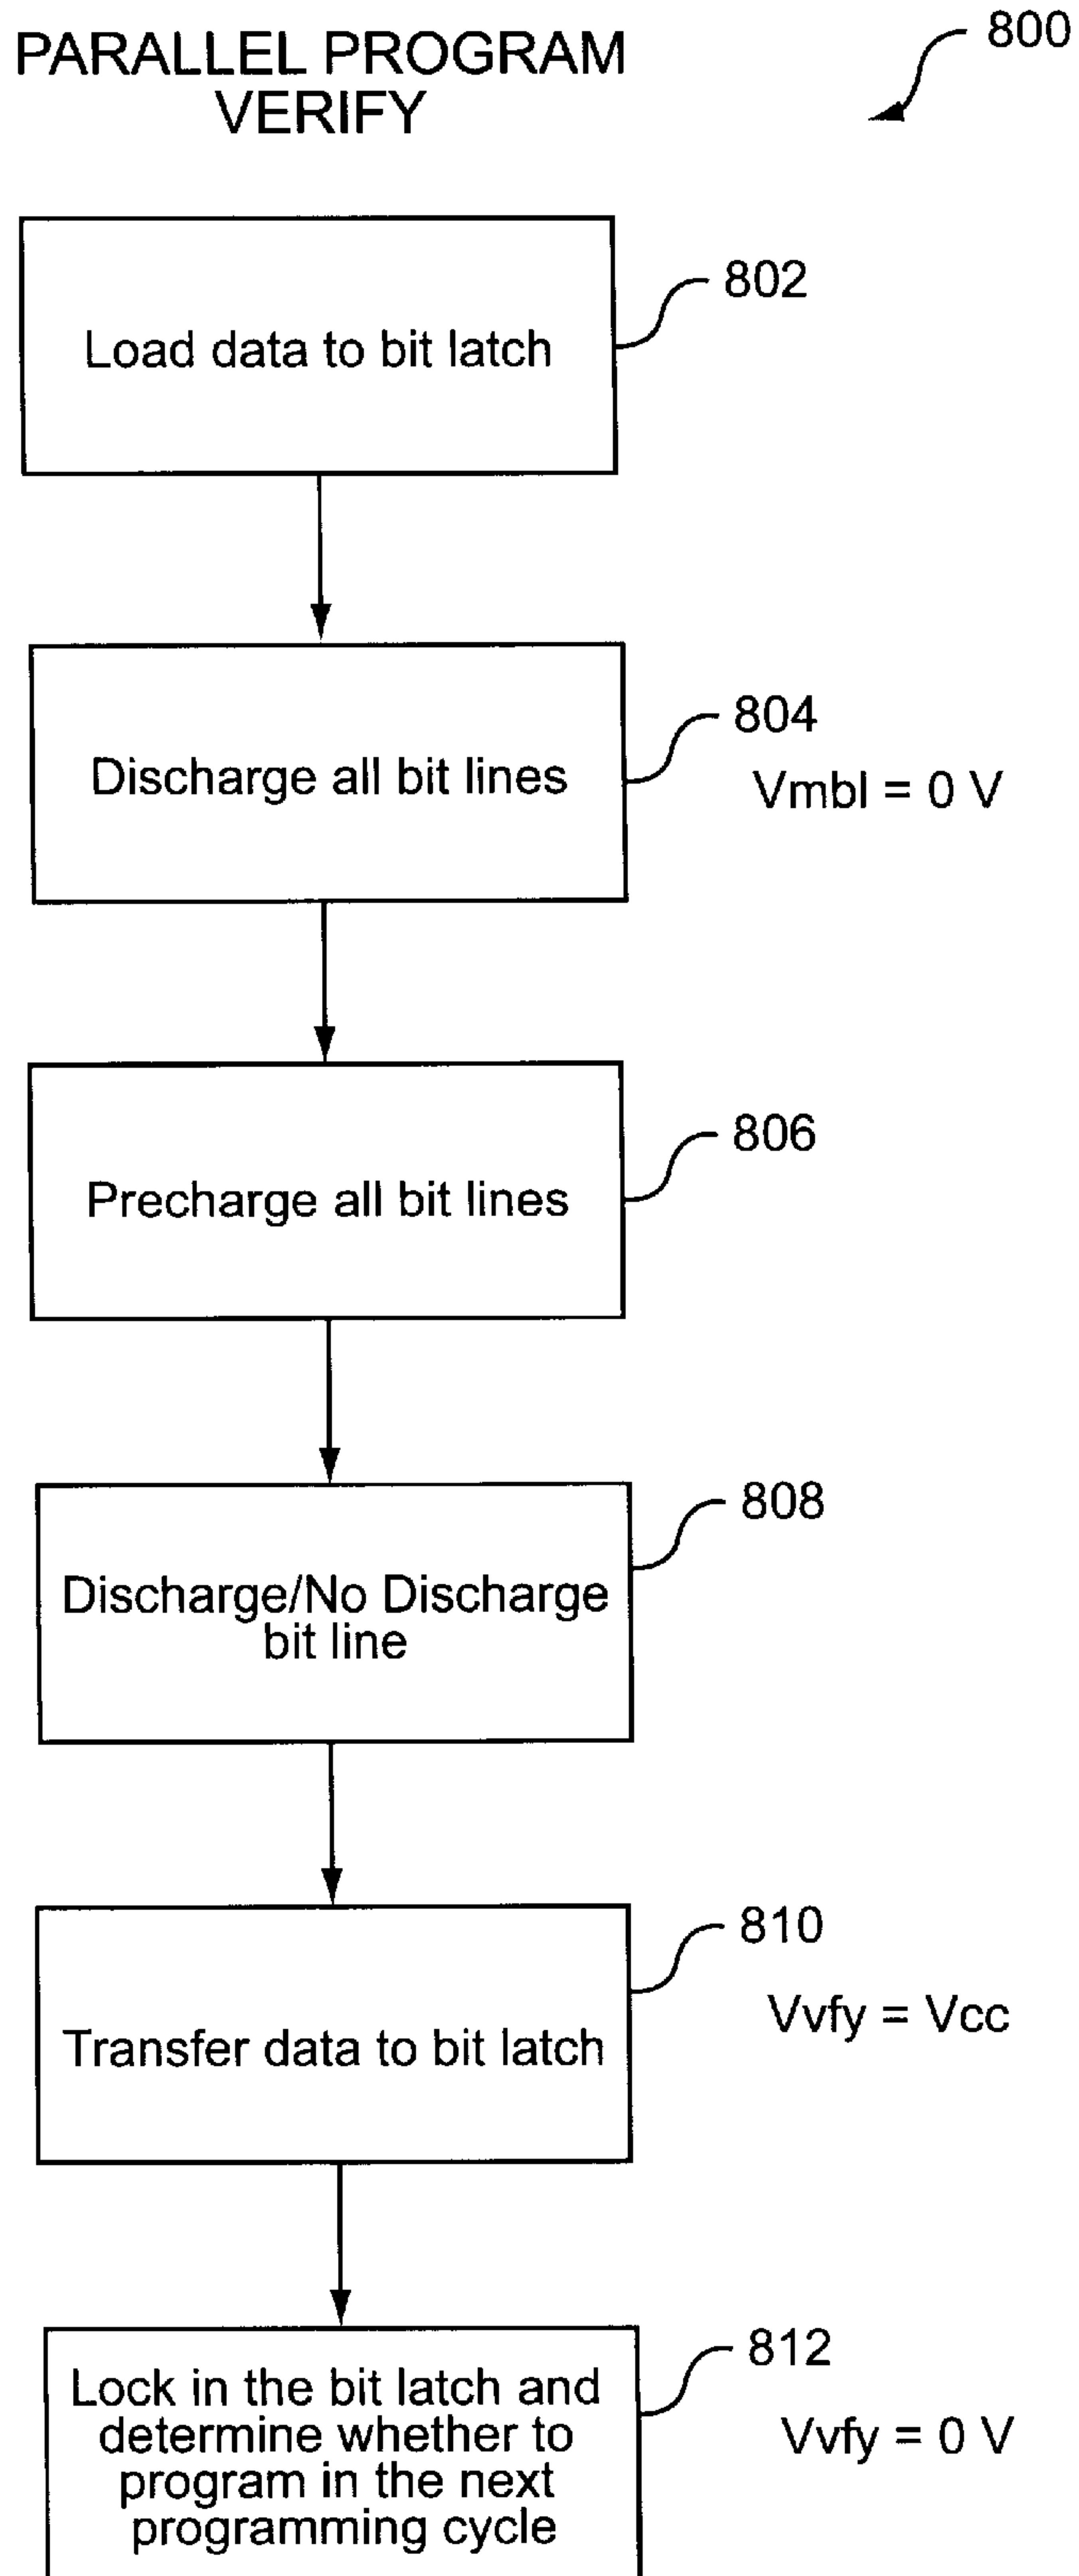 PARALLEL PROGRAM
VERIFY
800
Load data to bit latch
802
Discharge all bit lines
804
Vmbl = 0 V
Precharge all bit lines
806
Discharge/No Discharge
bit line
808
Transfer data to bit latch
810
Vvfy = Vcc
Lock in the bit latch and
determine whether to
program in the next
programming cycle
812
Vvfy = 0 V